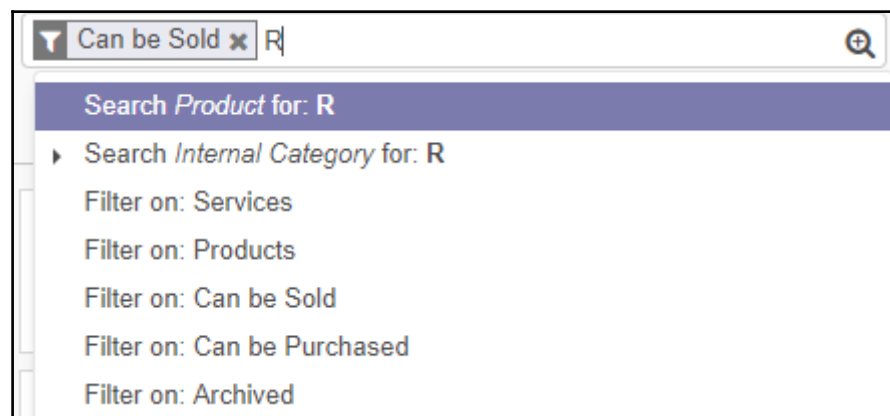 Can be Sold × R
Search Product for: R
Search Internal Category for: R
Filter on: Services
Filter on: Products
Filter on: Can be Sold
Filter on: Can be Purchased
Filter on: Archived